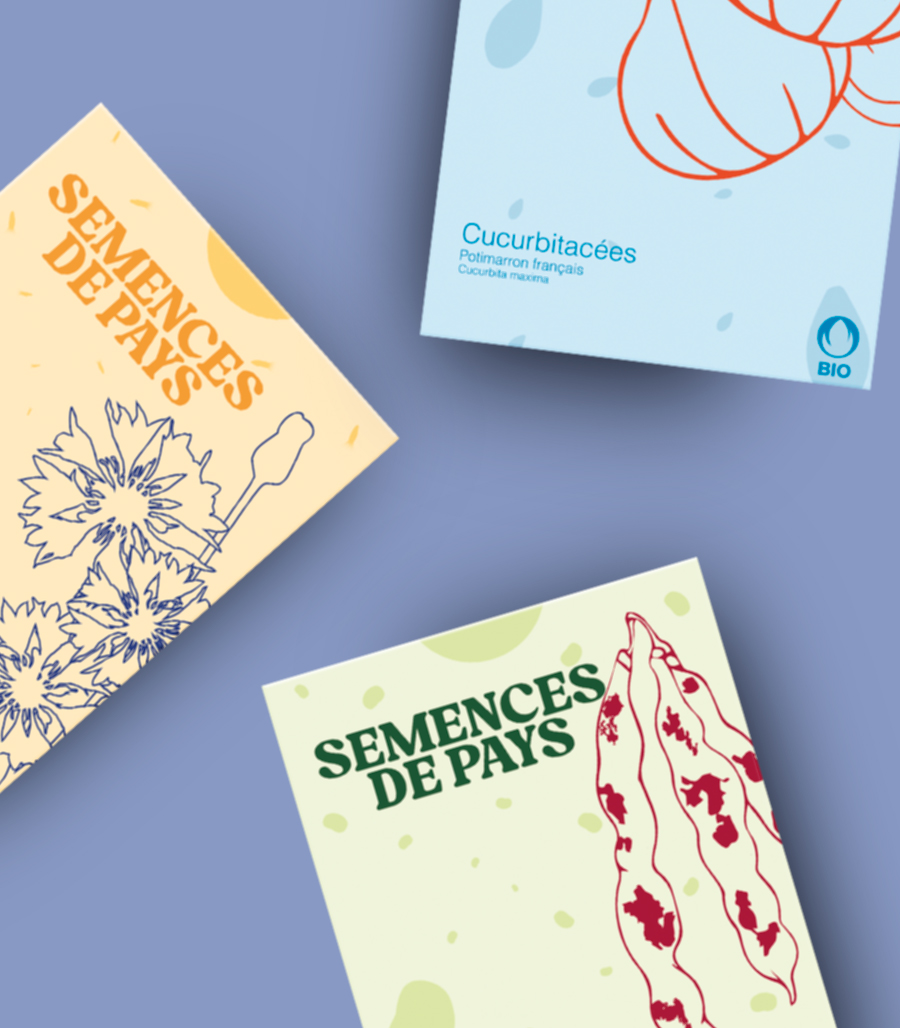 SEMENCES
DE PAYS
Cucurbitacées
Potimarron français
Cucurbita maxima
BIO
SEMENCES
DE PAYS